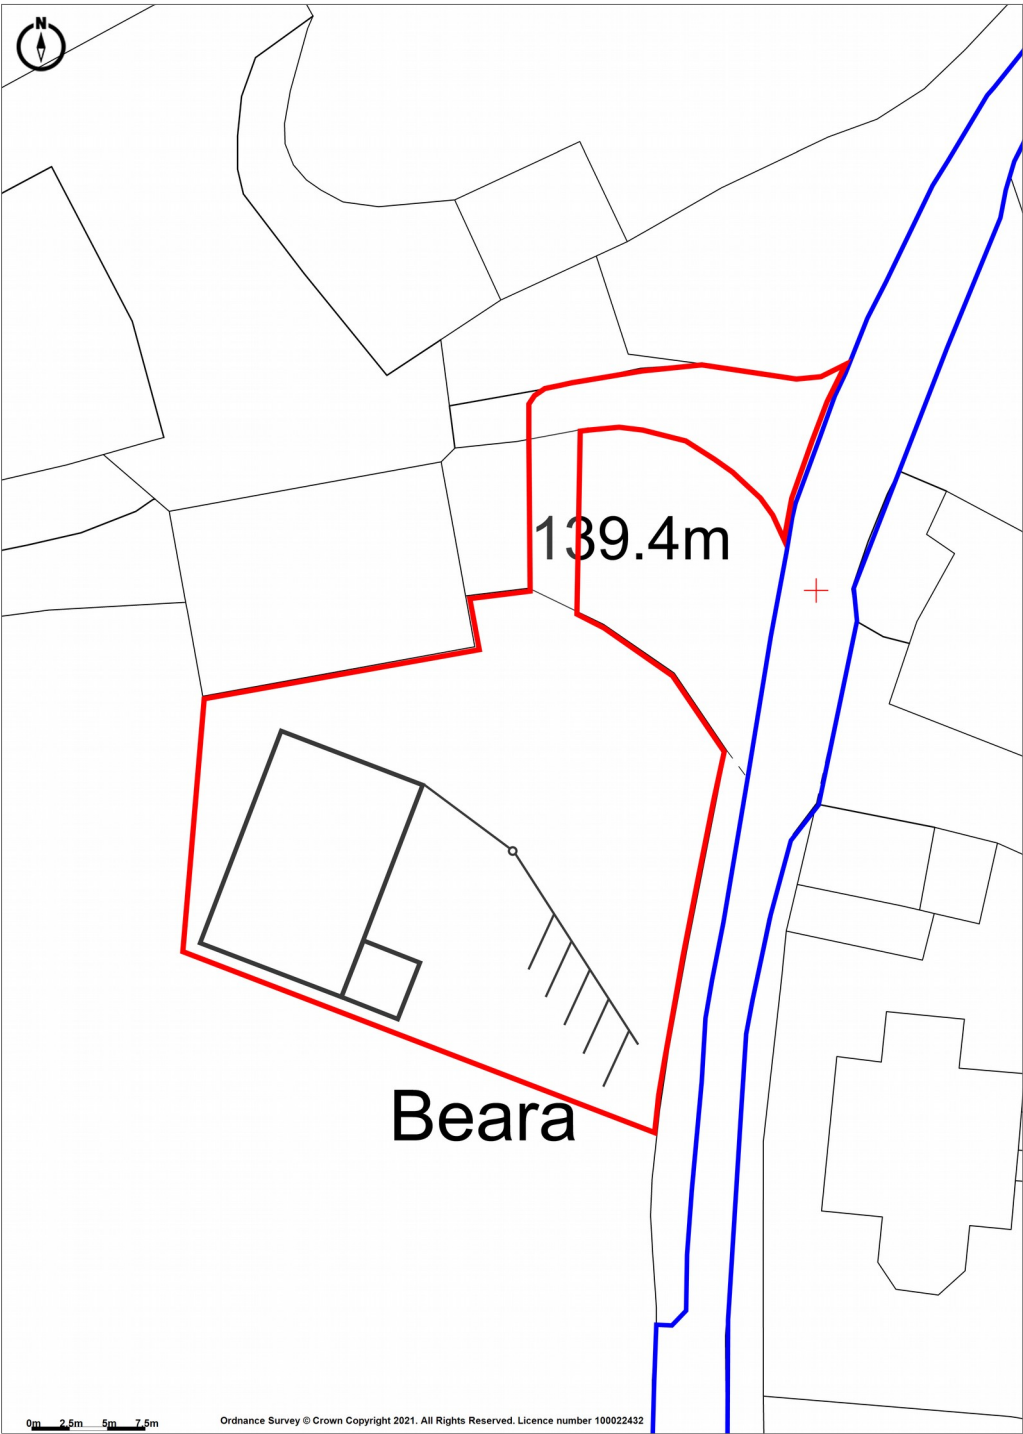 N
139.4m
Beara
0m 2.5m 5m 7.5m
Ordnance Survey © Crown Copyright 2021. All Rights Reserved. Licence number 100022432